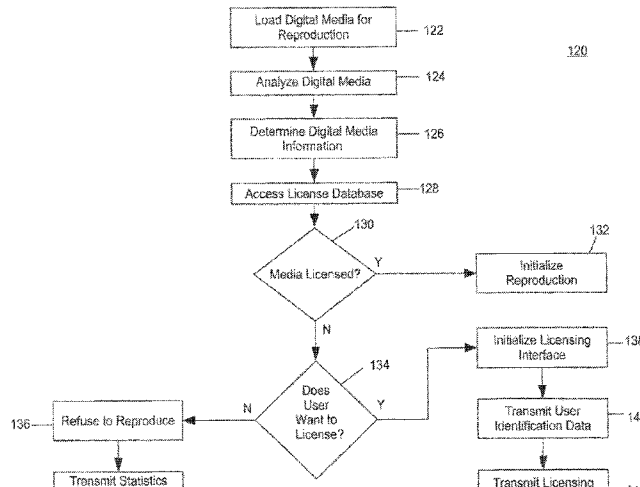 Load Digital Media for
Reproduction
122
120
Analyze Digital Media
124
Determine Digital Media
Information
126
Access License Database
128
130
Media Licensed?
Y
132
Initialize
Reproduction
N
134
Does
User
Want to
License?
N
Y
136
Refuse to Reproduce
Transmit Statistics
Initialize Licensing
Interface
Transmit User
Identification Data
Transmit Licensing